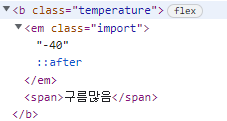 ▼<b class="temperature"> flex
▼<em class="import">
"-40"
::after
</em>
<span>구름많음</span>
</b>